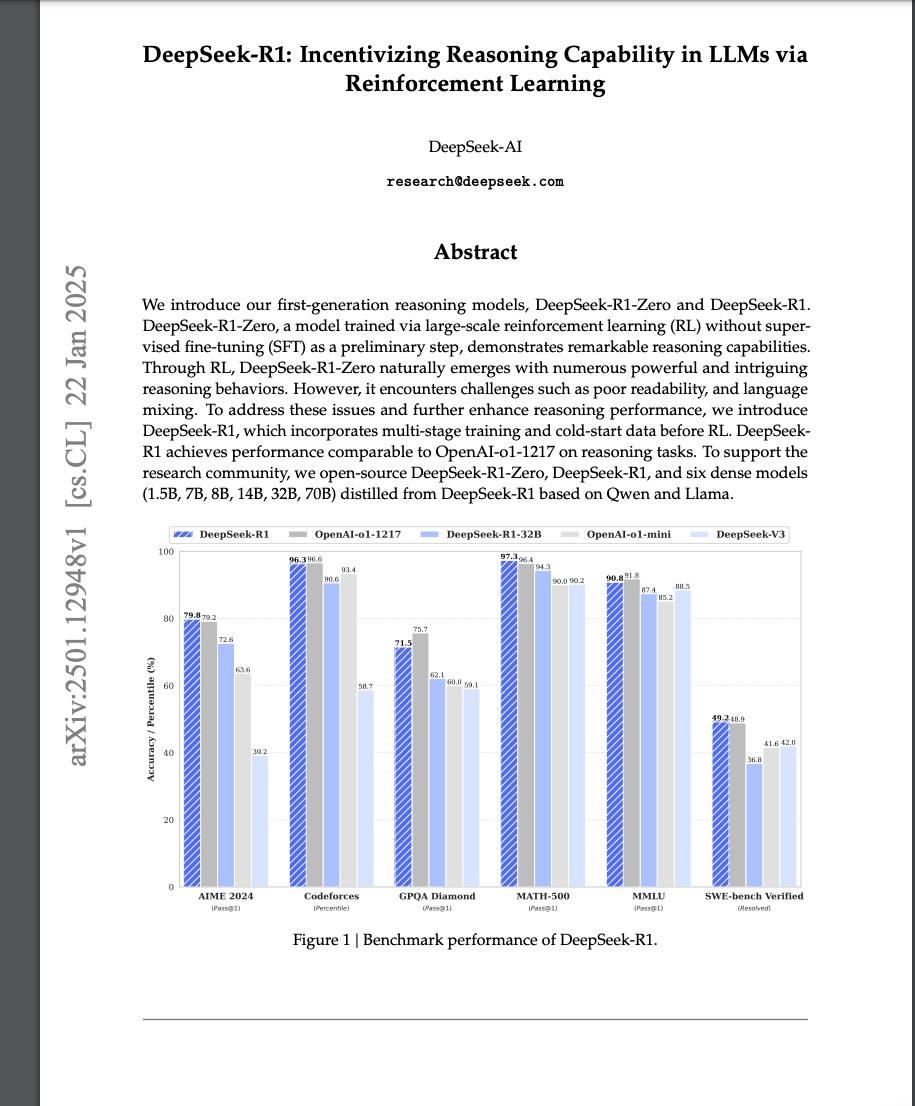 DeepSeek-R1: Incentivizing Reasoning Capability in LLMs via
Reinforcement Learning
DeepSeek-AI
research@deepseek.com
Abstract
We introduce our first-generation reasoning models, DeepSeek-R1-Zero and DeepSeek-R1.
DeepSeek-R1-Zero, a model trained via large-scale reinforcement learning (RL) without super-
vised fine-tuning (SFT) as a preliminary step, demonstrates remarkable reasoning capabilities.
Through RL, DeepSeek-R1-Zero naturally emerges with numerous powerful and intriguing
reasoning behaviors. However, it encounters challenges such as poor readability, and language
mixing. To address these issues and further enhance reasoning performance, we introduce
DeepSeek-R1, which incorporates multi-stage training and cold-start data before RL. DeepSeek-
R1 achieves performance comparable to OpenAI-o1-1217 on reasoning tasks. To support the
research community, we open-source DeepSeek-R1-Zero, DeepSeek-R1, and six dense models
(1.5B, 7B, 8B, 14B, 32B, 70B) distilled from DeepSeek-R1 based on Qwen and Llama.
arXiv:2501.12948v1 [cs.CL] 22 Jan 2025
DeepSeek-R1 OpenAI-o1-1217 DeepSeek-R1-32B OpenAI-o1-mini DeepSeek-V3
Accuracy / Percentile (%)
100
80
60
40
20
0
79.8 79.2 72.6 63.6 39.2
96.3 96.6 90.6 93.4 58.7
71.5 75.7 62.1 60.0 59.1
97.3 96.4 94.3 90.0 90.2
90.8 91.8 87.4 85.2 88.5
49.2 48.9 36.8 41.6 42.0
AIME 2024 Codeforces GPQA Diamond MATH-500 MMLU SWE-bench Verified
(Pass@1) (Percentile) (Pass@1) (Pass@1) (Pass@1) (Resolved)
Figure 1 | Benchmark performance of DeepSeek-R1.